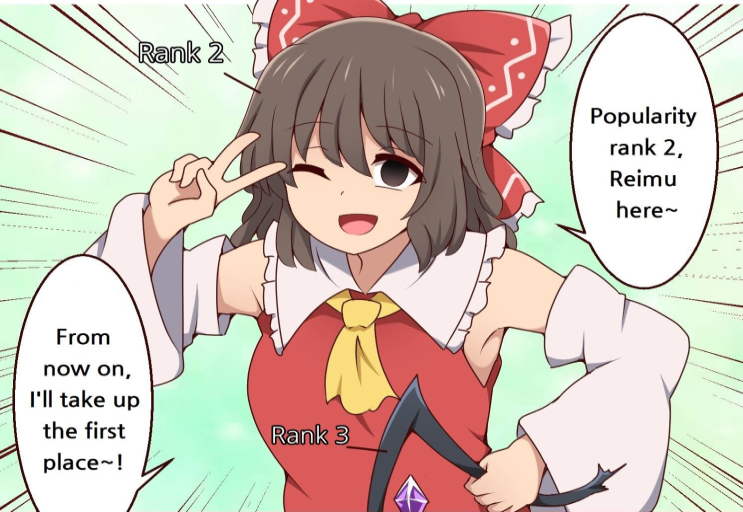 Rank 2
Popularity
rank 2,
Reimu
here~
From
now on,
I'll take up
the first
place~!
Rank 3